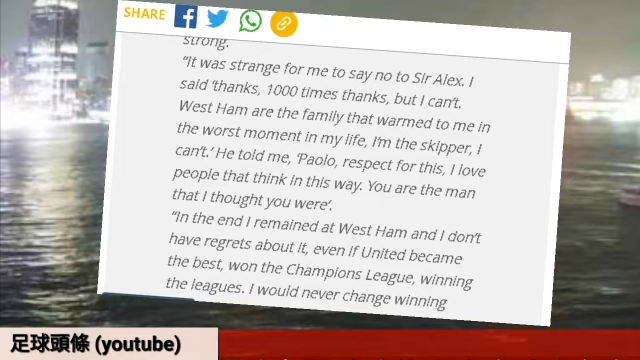 SHARE
strong.
"It was strange for me to say no to Sir Alex. I
said 'thanks, 1000 times thanks, but I can't.
West Ham are the family that warmed to me in
the worst moment in my life, I'm the skipper, I
can't.' He told me, 'Paolo, respect for this, I love
people that think in this way. You are the man
that I thought you were'.
"In the end I remained at West Ham and I don't
have regrets about it, even if United became
the best, won the Champions League, winning
the leagues. I would never change winning
足球頭條 (youtube)